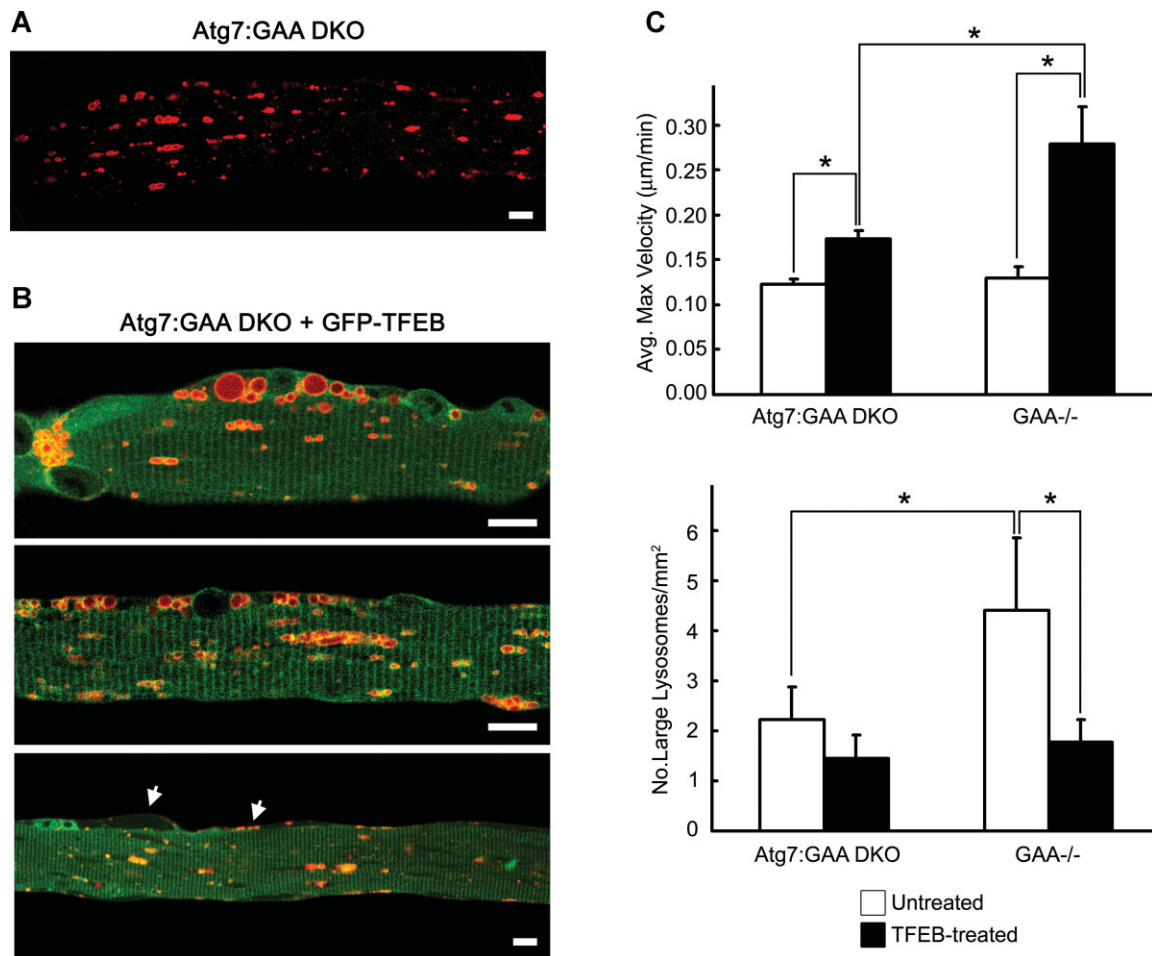 A
Atg7:GAA DKO
B
Atg7:GAA DKO + GFP-TFEB
C
*
*
*
Avg. Max Velocity (µm/min)
0.30
0.25
0.20
0.15
0.10
0.05
0.00
Atg7:GAA DKO
GAA-/-
*
*
No.Large Lysosomes/mm²
6
5
4
3
2
1
0
Atg7:GAA DKO
GAA-/-
Untreated
TFEB-treated